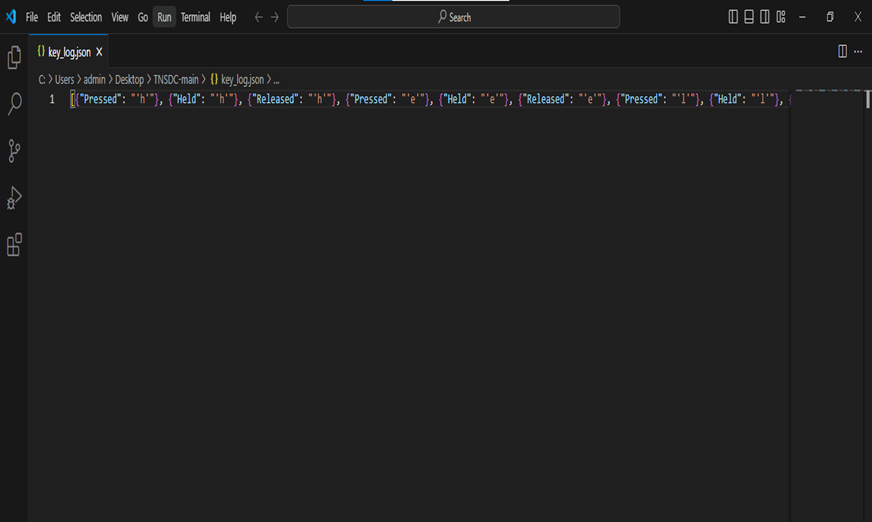 File Edit Selection View Go Run Terminal Help Search
{} key_log.json
C: > Users > admin > Desktop > TNSDC-main > {} key_log.json > ...
1 [{"Pressed": "'h'"}, {"Held": "'h'"}, {"Released": "'h'"}, {"Pressed": "'e'"}, {"Held": "'e'"}, {"Released": "'e'"}, {"Pressed": "'l'"}, {"Held": "'l'"}, {